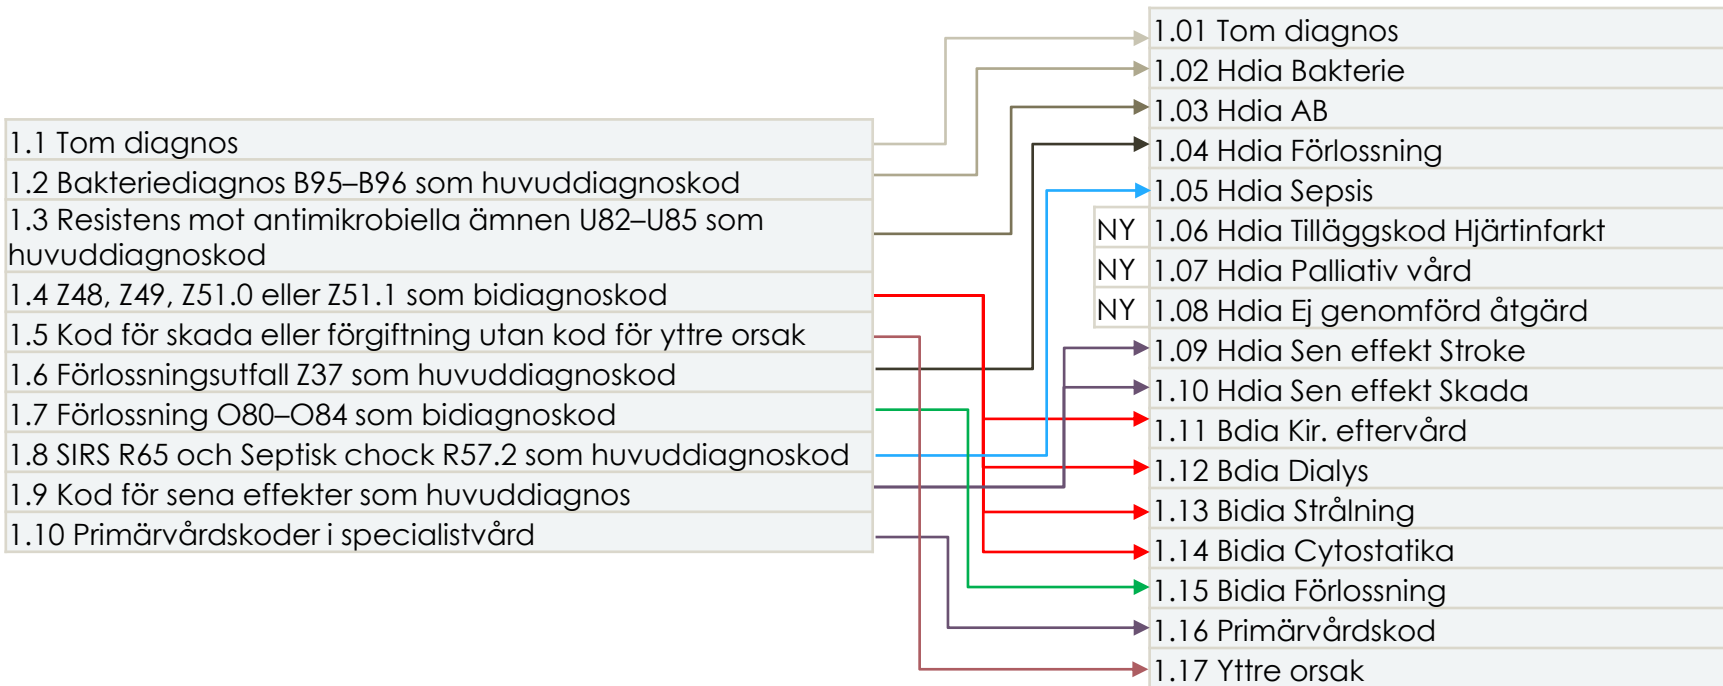 1.1 Tom diagnos
1.2 Bakteriediagnos B95–B96 som huvuddiagnoskod
1.3 Resistens mot antimikrobiella ämnen U82–U85 som
huvuddiagnoskod
1.4 Z48, Z49, Z51.0 eller Z51.1 som bidiagnoskod
1.5 Kod för skada eller förgiftning utan kod för yttre orsak
1.6 Förlossningsutfall Z37 som huvuddiagnoskod
1.7 Förlossning O80–O84 som bidiagnoskod
1.8 SIRS R65 och Septisk chock R57.2 som huvuddiagnoskod
1.9 Kod för sena effekter som huvuddiagnos
1.10 Primärvårdskoder i specialistvård
1.01 Tom diagnos
1.02 Hdia Bakterie
1.03 Hdia AB
1.04 Hdia Förlossning
1.05 Hdia Sepsis
NY 1.06 Hdia Tilläggskod Hjärtinfarkt
NY 1.07 Hdia Palliativ vård
NY 1.08 Hdia Ej genomförd åtgärd
1.09 Hdia Sen effekt Stroke
1.10 Hdia Sen effekt Skada
1.11 Bdia Kir. eftervård
1.12 Bdia Dialys
1.13 Bidia Strålning
1.14 Bidia Cytostatika
1.15 Bidia Förlossning
1.16 Primärvårdskod
1.17 Yttre orsak